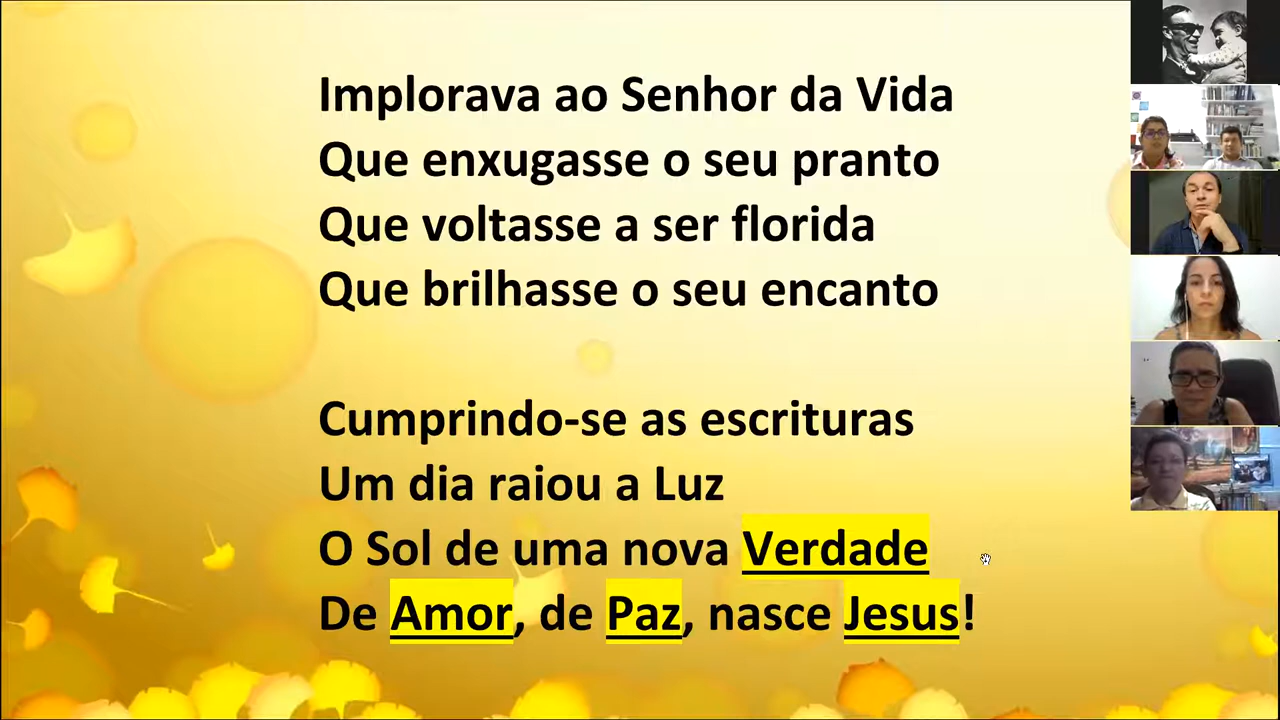 Implorava ao Senhor da Vida
Que enxugasse o seu pranto
Que voltasse a ser florida
Que brilhasse o seu encanto
Cumprindo-se as escrituras
Um dia raiou a Luz
O Sol de uma nova Verdade
De Amor, de Paz, nasce Jesus!